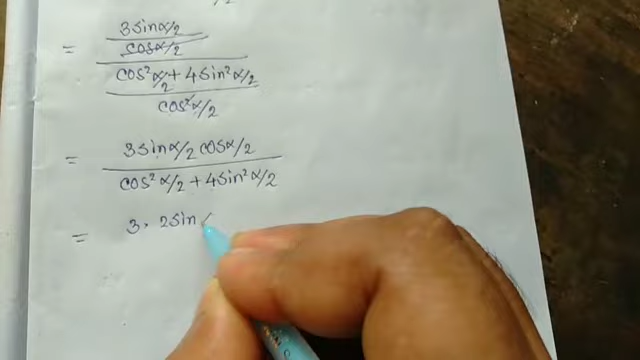 3sinα/2
cosα/2
=
cos²α/2 + 4sin²α/2
cos²α/2
3sinα/2 cosα/2
=
cos²α/2 + 4sin²α/2
= 3. 2sin